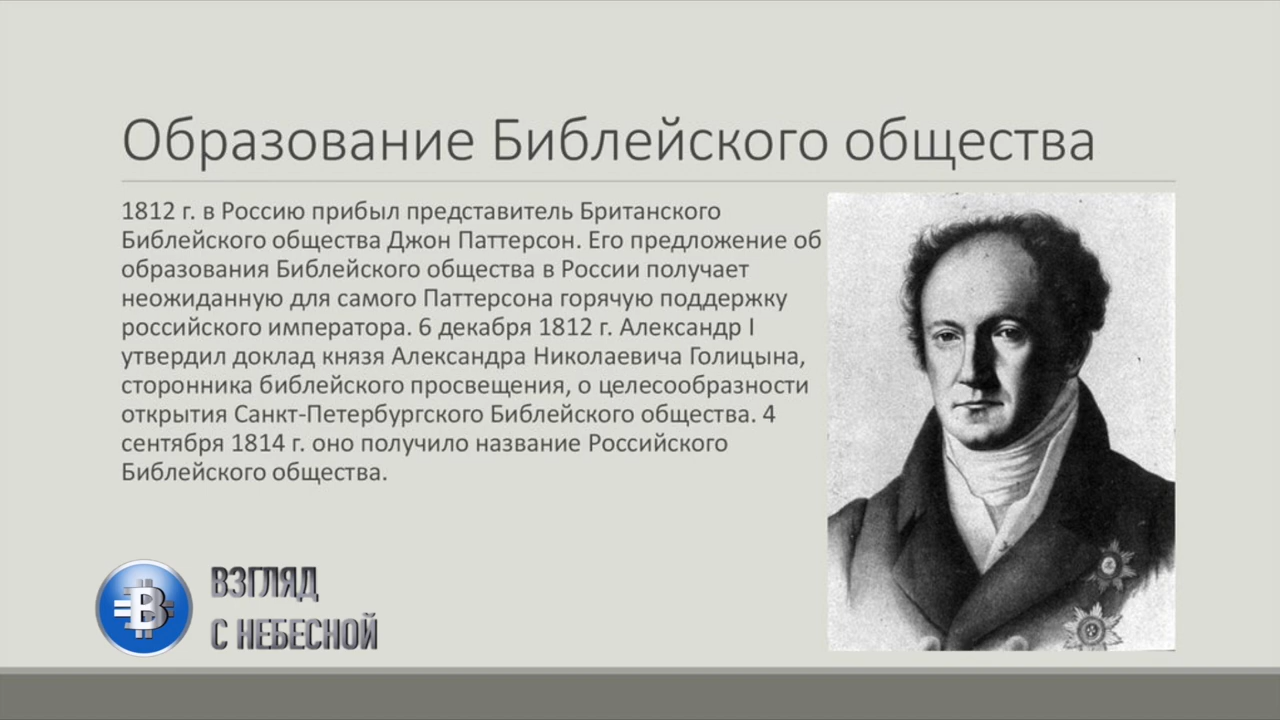 Образование Библейского общества
1812 г. в Россию прибыл представитель Британского
Библейского общества Джон Паттерсон. Его предложение об
образования Библейского общества в России получает
неожиданную для самого Паттерсона горячую поддержку
российского императора. 6 декабря 1812 г. Александр I
утвердил доклад князя Александра Николаевича Голицына,
сторонника библейского просвещения, о целесообразности
открытия Санкт-Петербургского Библейского общества. 4
сентября 1814 г. оно получило название Российского
Библейского общества.
ВЗГЛЯД
С НЕБЕСНОЙ